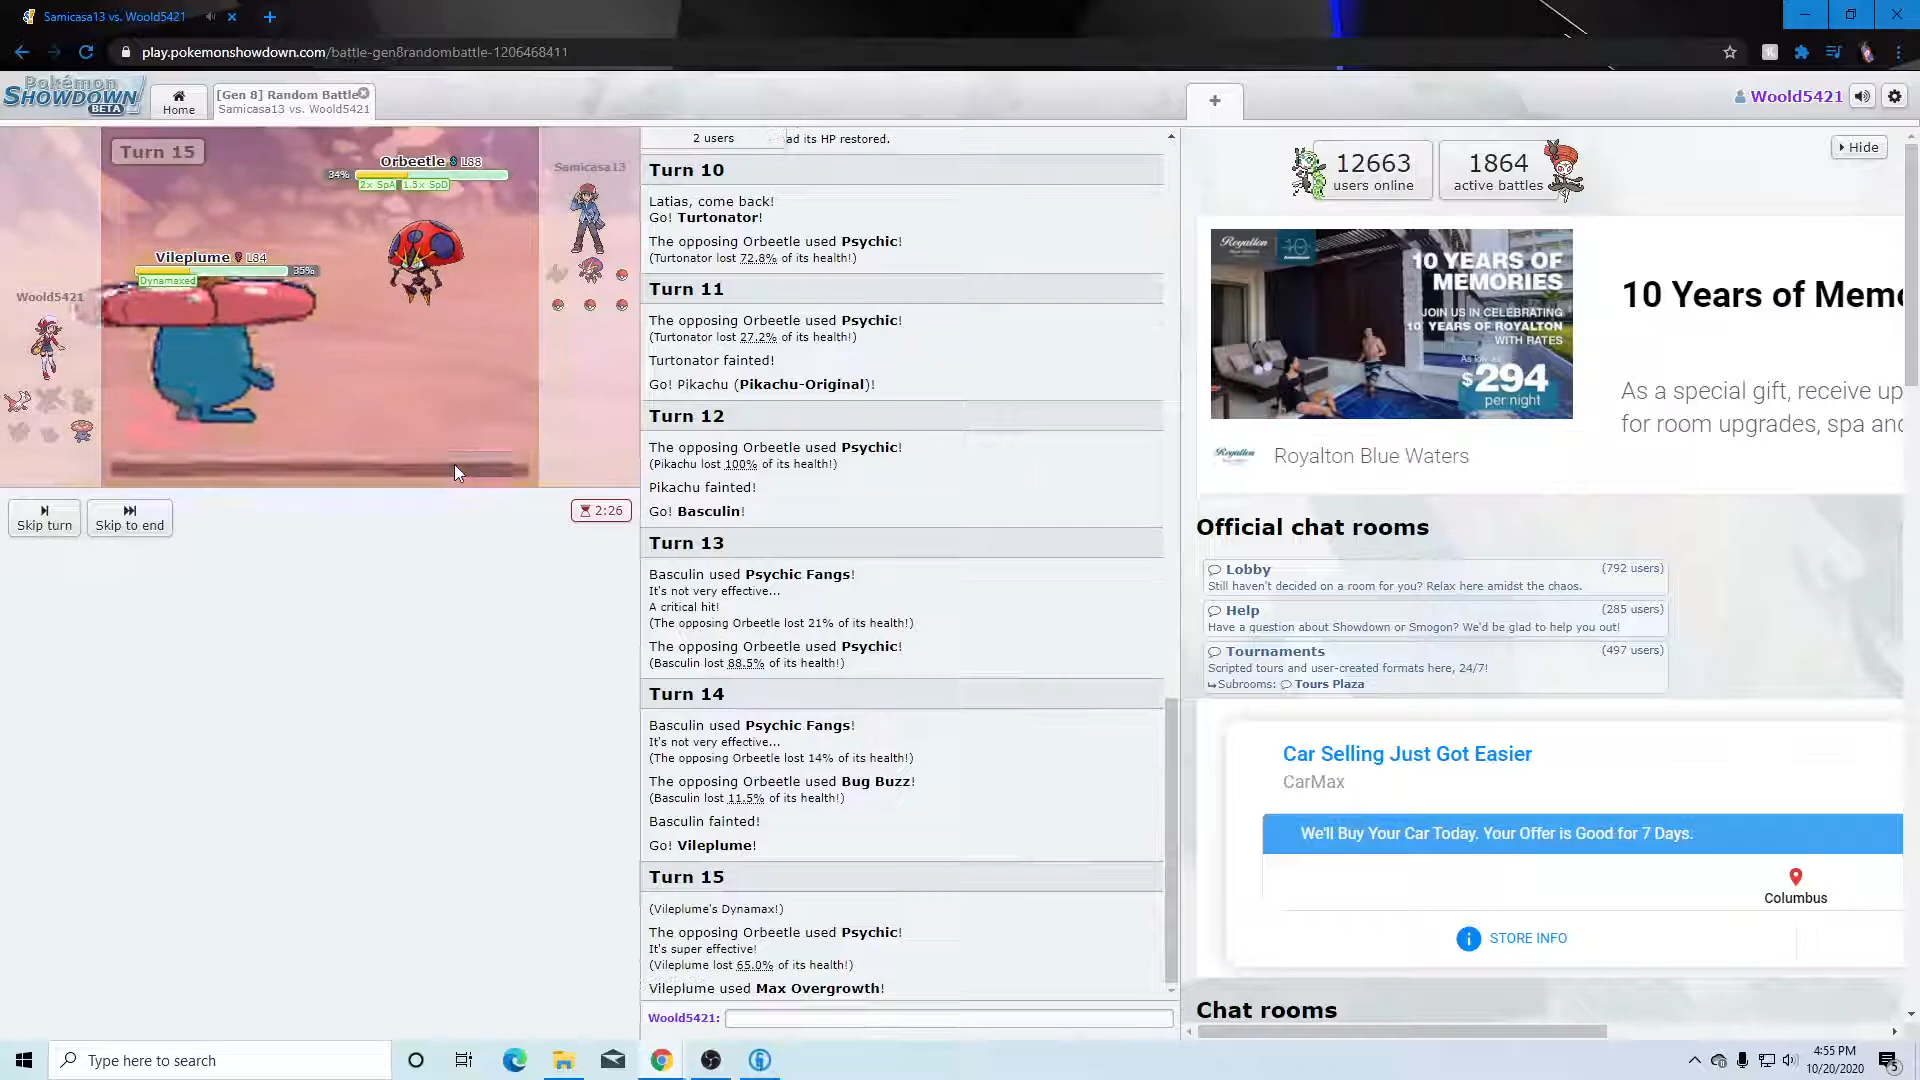 Samicasa13 vs. Woold5421
play.pokemonshowdown.com/battle-gen8randombattle-1206468411
Pokémon
SHOWDOWN
BETA
Home
[Gen 8] Random Battle
Samicasa13 vs. Woold5421
Woold5421
Turn 15
Orbeetle L88
34%
2x SpA 1.5x SpD
Samicasa13
Vileplume L84
35%
Dynamaxed
Woold5421
Skip turn
Skip to end
2:26
2 users
ad its HP restored.
Turn 10
Latias, come back!
Go! Turtonator!
The opposing Orbeetle used Psychic!
(Turtonator lost 72.8% of its health!)
Turn 11
The opposing Orbeetle used Psychic!
(Turtonator lost 27.2% of its health!)
Turtonator fainted!
Go! Pikachu (Pikachu-Original)!
Turn 12
The opposing Orbeetle used Psychic!
(Pikachu lost 100% of its health!)
Pikachu fainted!
Go! Basculin!
Turn 13
Basculin used Psychic Fangs!
It's not very effective...
A critical hit!
(The opposing Orbeetle lost 21% of its health!)
The opposing Orbeetle used Psychic!
(Basculin lost 88.5% of its health!)
Turn 14
Basculin used Psychic Fangs!
It's not very effective...
(The opposing Orbeetle lost 14% of its health!)
The opposing Orbeetle used Bug Buzz!
(Basculin lost 11.5% of its health!)
Basculin fainted!
Go! Vileplume!
Turn 15
(Vileplume's Dynamax!)
The opposing Orbeetle used Psychic!
It's super effective!
(Vileplume lost 65.0% of its health!)
Vileplume used Max Overgrowth!
Woold5421:
12663
users online
1864
active battles
Hide
Royalton
10 YEARS OF
MEMORIES
JOIN US IN CELEBRATING
10 YEARS OF ROYALTON
WITH RATES
As low as
$294
per night
10 Years of Memo
As a special gift, receive up
for room upgrades, spa and
Royalton
Royalton Blue Waters
Official chat rooms
Lobby (792 users)
Still haven't decided on a room for you? Relax here amidst the chaos.
Help (285 users)
Have a question about Showdown or Smogon? We'd be glad to help you out!
Tournaments (497 users)
Scripted tours and user-created formats here, 24/7!
Subrooms: Tours Plaza
Car Selling Just Got Easier
CarMax
We'll Buy Your Car Today. Your Offer is Good for 7 Days.
Columbus
STORE INFO
Chat rooms
Type here to search
4:55 PM
10/20/2020
5